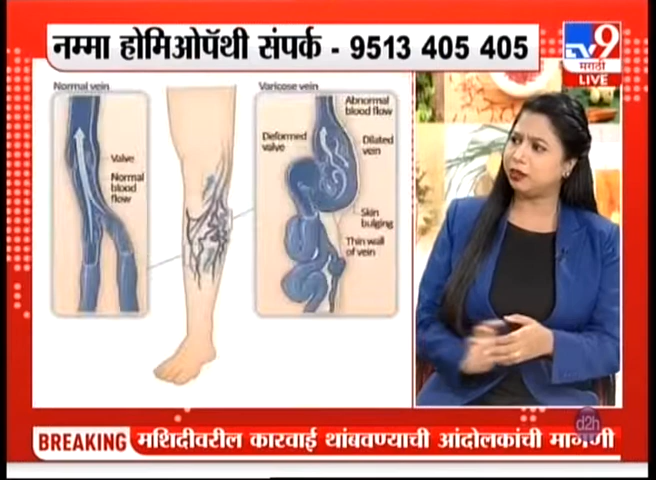 नम्मा होमिओपॅथी संपर्क - 9513 405 405
TV9
मराठी
LIVE
Normal vein
Valve
Normal
blood
flow
Varicose vein
Abnormal
blood flow
Deformed
valve
Dilated
vein
Skin
bulging
Thin wall
of vein
d2h
BREAKING मशिदीवरील कारवाई थांबवण्याची आंदोलकांची मागणी